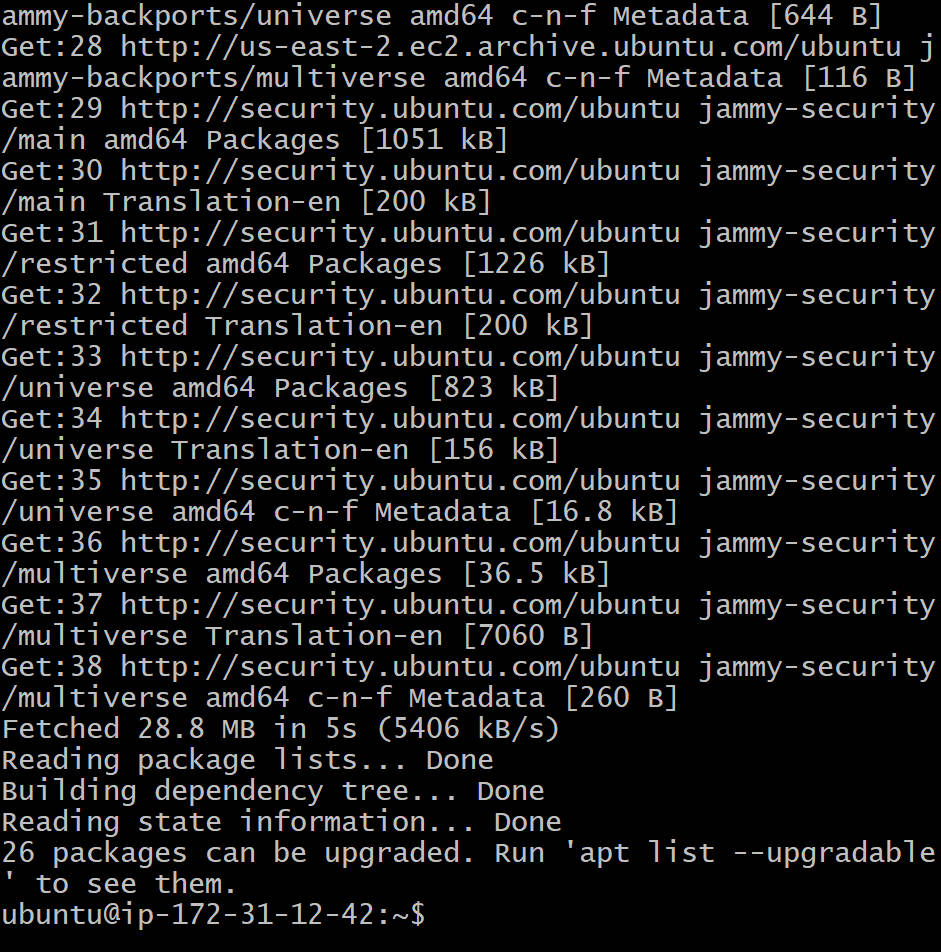 ammy-backports/universe amd64 c-n-f Metadata [644 B]
Get:28 http://us-east-2.ec2.archive.ubuntu.com/ubuntu j
ammy-backports/multiverse amd64 c-n-f Metadata [116 B]
Get:29 http://security.ubuntu.com/ubuntu jammy-security
/main amd64 Packages [1051 kB]
Get:30 http://security.ubuntu.com/ubuntu jammy-security
/main Translation-en [200 kB]
Get:31 http://security.ubuntu.com/ubuntu jammy-security
/restricted amd64 Packages [1226 kB]
Get:32 http://security.ubuntu.com/ubuntu jammy-security
/restricted Translation-en [200 kB]
Get:33 http://security.ubuntu.com/ubuntu jammy-security
/universe amd64 Packages [823 kB]
Get:34 http://security.ubuntu.com/ubuntu jammy-security
/universe Translation-en [156 kB]
Get:35 http://security.ubuntu.com/ubuntu jammy-security
/universe amd64 c-n-f Metadata [16.8 kB]
Get:36 http://security.ubuntu.com/ubuntu jammy-security
/multiverse amd64 Packages [36.5 kB]
Get:37 http://security.ubuntu.com/ubuntu jammy-security
/multiverse Translation-en [7060 B]
Get:38 http://security.ubuntu.com/ubuntu jammy-security
/multiverse amd64 c-n-f Metadata [260 B]
Fetched 28.8 MB in 5s (5406 kB/s)
Reading package lists... Done
Building dependency tree... Done
Reading state information... Done
26 packages can be upgraded. Run 'apt list --upgradable
' to see them.
ubuntu@ip-172-31-12-42:~$